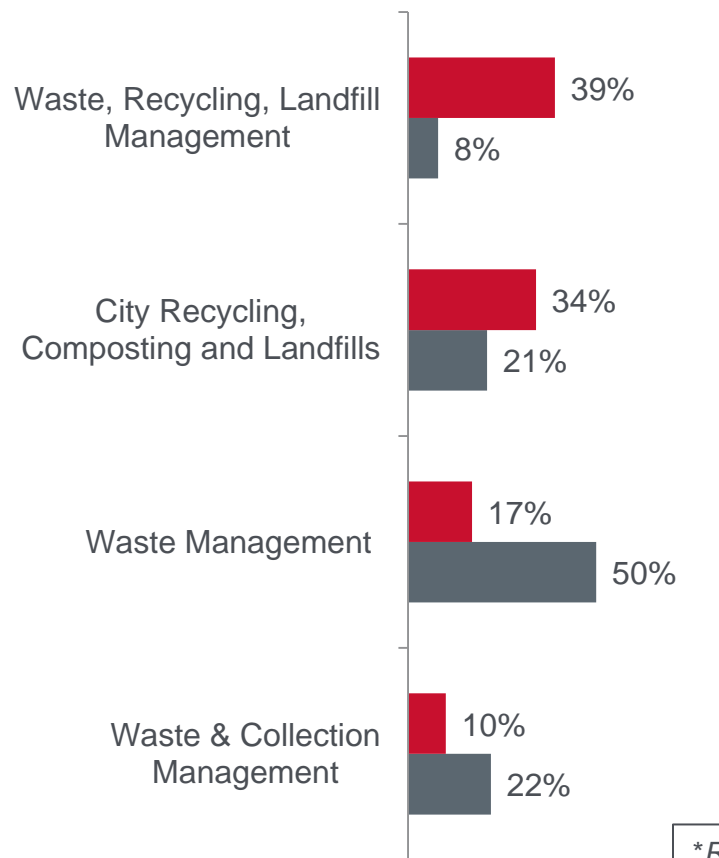 Waste, Recycling, Landfill
Management
39%
8%
City Recycling,
Composting and Landfills
34%
21%
Waste Management
17%
50%
Waste & Collection
Management
10%
22%